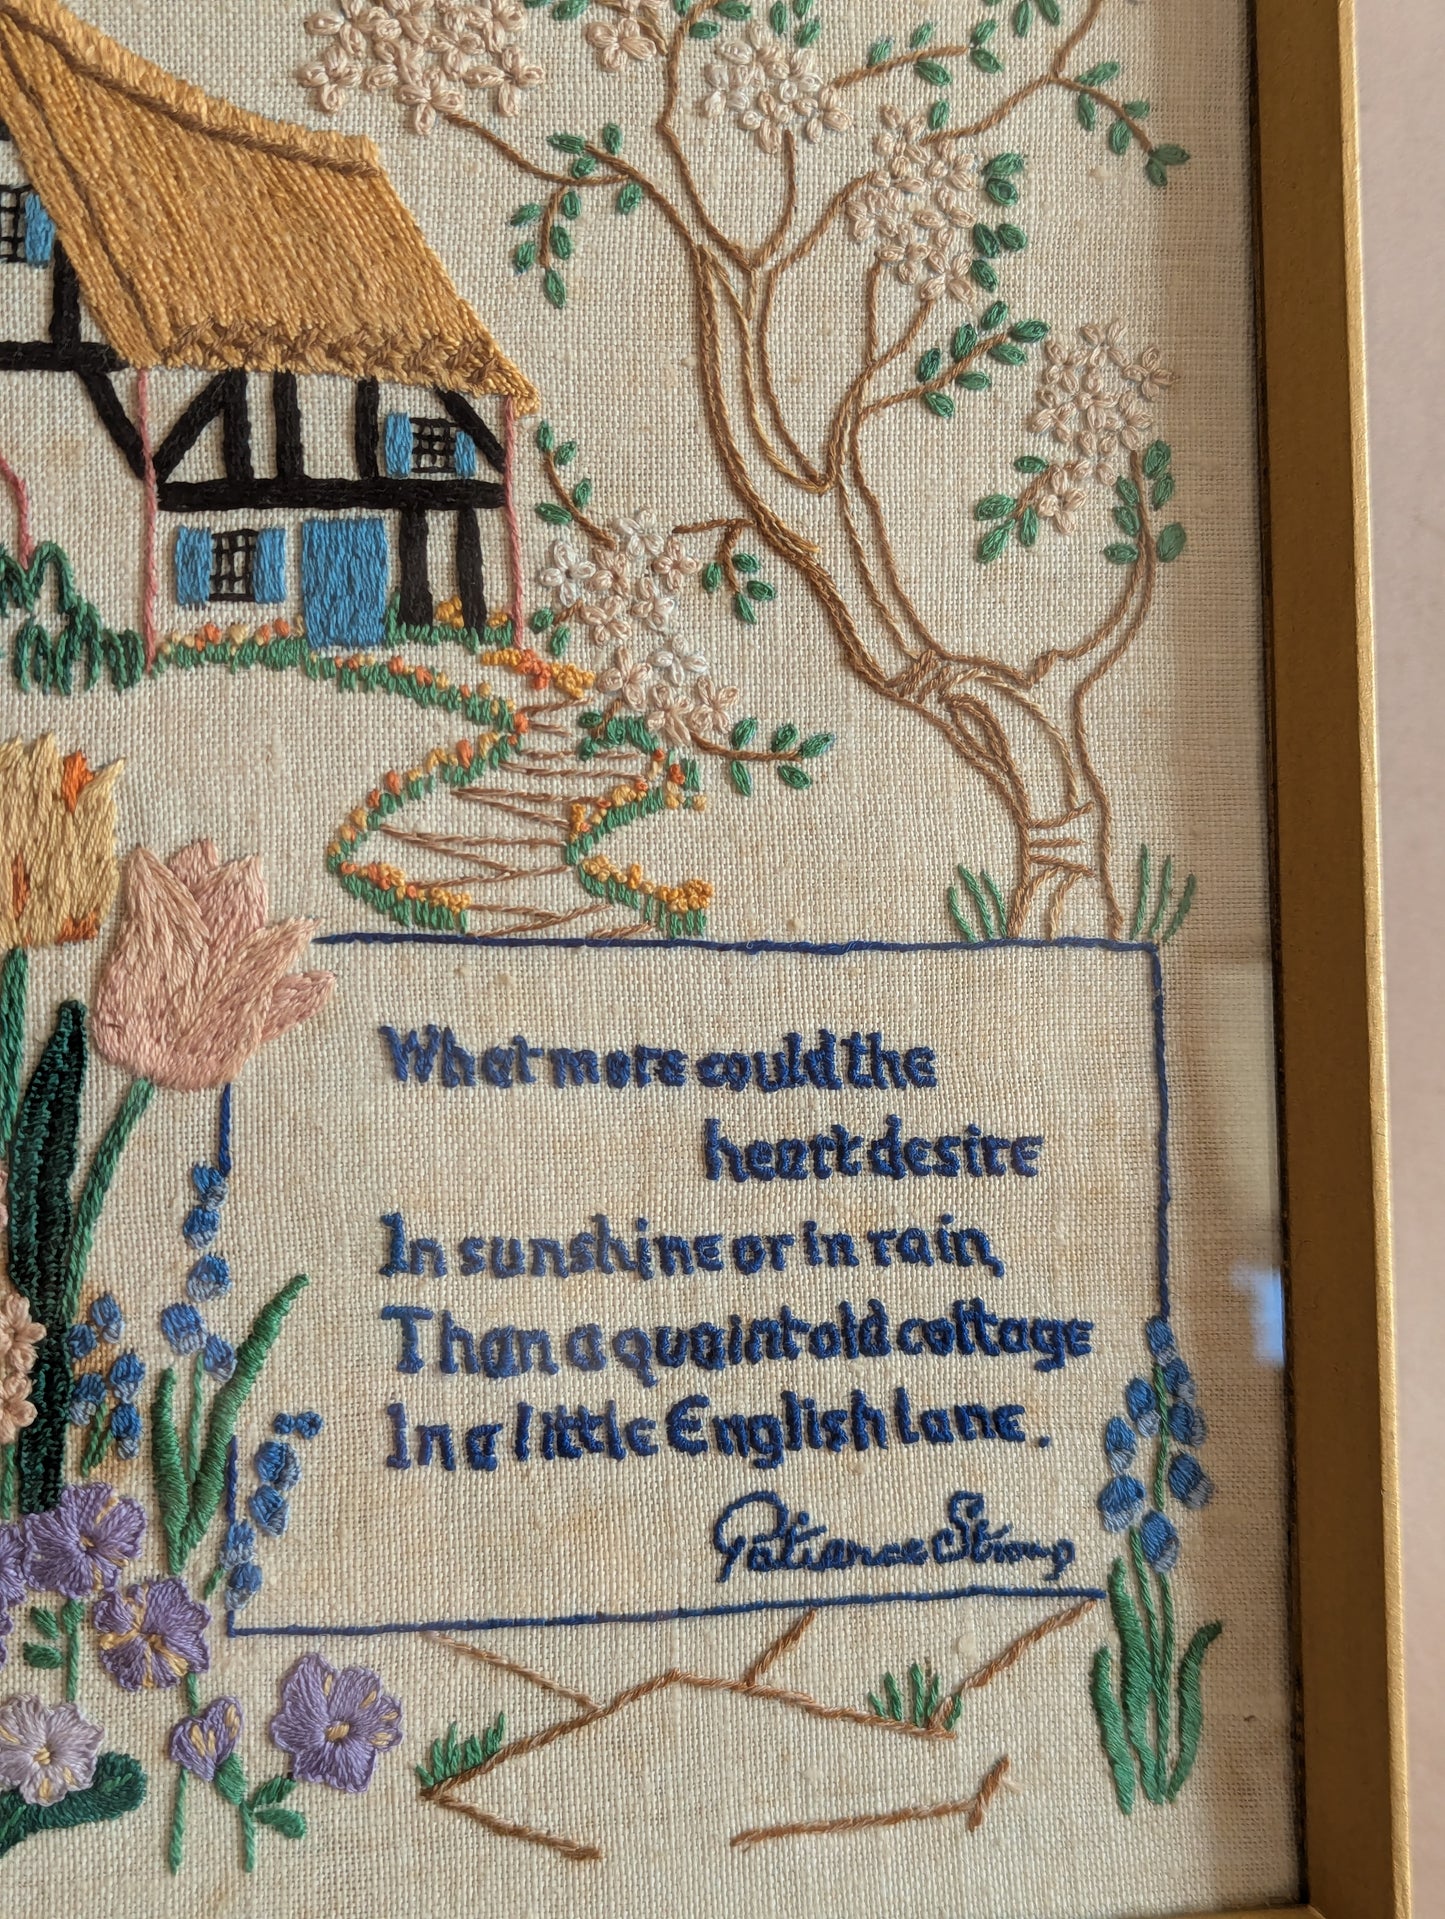 What more could the
heart desire
In sunshine or in rain,
Than a quaint old cottage
In a little English lane.
Patience Strong